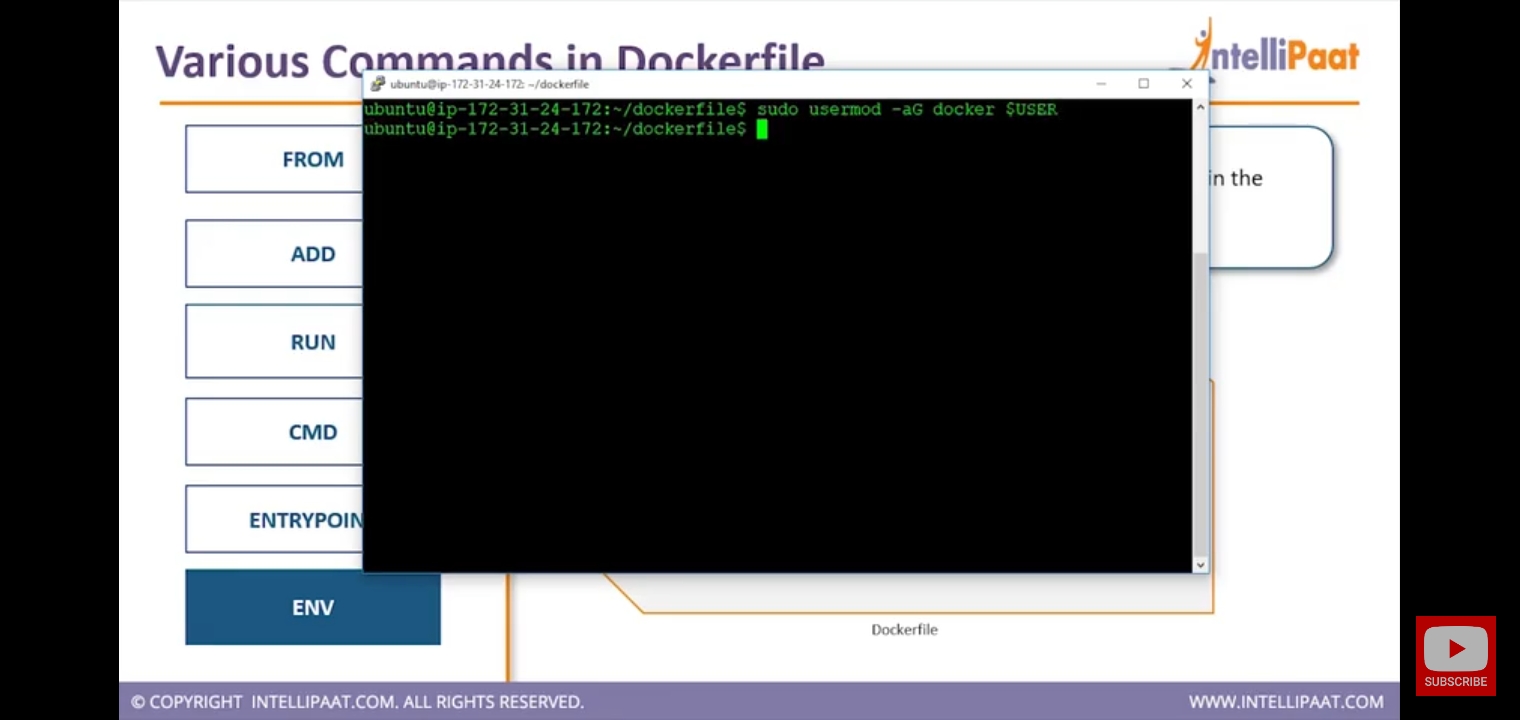 Various Commands in Dockerfile
IntelliPaat
ubuntu@ip-172-31-24-172: ~/dockerfile
ubuntu@ip-172-31-24-172:~/dockerfile$ sudo usermod -aG docker $USER
ubuntu@ip-172-31-24-172:~/dockerfile$
FROM
in the
ADD
RUN
CMD
ENTRYPOIN
ENV
Dockerfile
SUBSCRIBE
© COPYRIGHT INTELLIPAAT.COM. ALL RIGHTS RESERVED.
WWW.INTELLIPAAT.COM